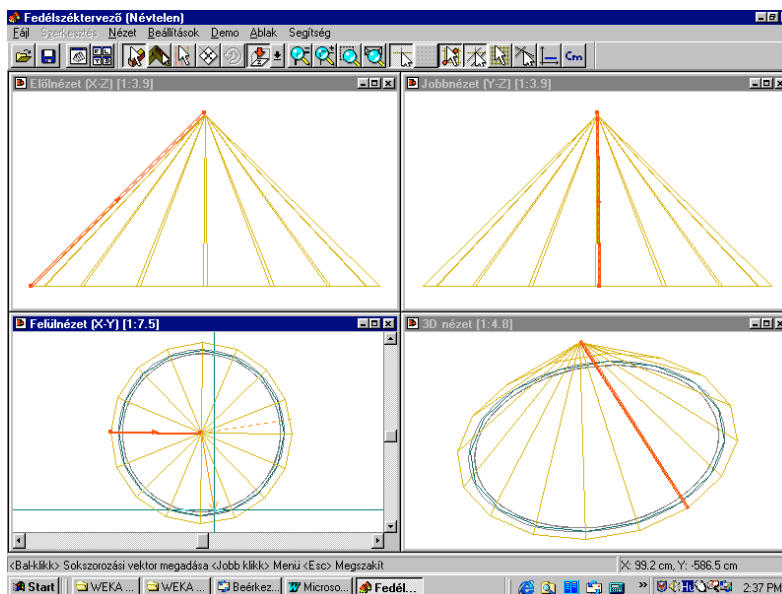 Fedélszéktervező (Névtelen)
Fájl Szerkesztés Nézet Beállítások Demo Ablak Segítség
Cm
Előlnézet (X-Z) [1:3.9]
Jobbnézet (Y-Z) [1:3.9]
Felülnézet (X-Y) [1:7.5]
3D nézet [1:4.8]
<Bal-klikk> Sokszorozási vektor megadása <Jobb klikk> Menü <Esc> Megszakít
X: 99.2 cm, Y: -586.5 cm
Start WEKA ... WEKA ... Beérkez... Microso... Fedél... » Hu 2:37 PM